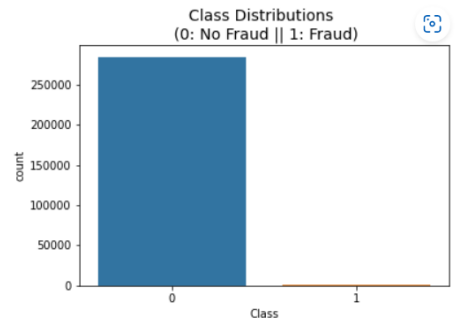 Class Distributions
(0: No Fraud || 1: Fraud)
250000
200000
150000
100000
50000
0
count
0 1
Class